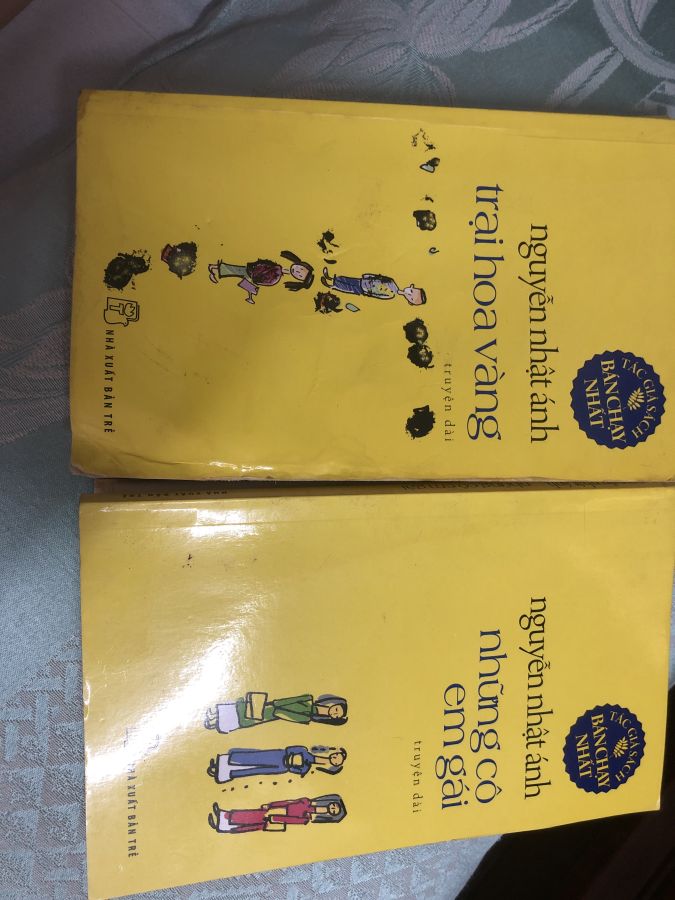 nguyễn nhật ánh
trại hoa vàng
truyện dài
TÁC GIẢ SÁCH
BÁN CHẠY
NHẤT
NHÀ XUẤT BẢN TRẺ
nguyễn nhật ánh
những cô
em gái
truyện dài
TÁC GIẢ SÁCH
BÁN CHẠY
NHẤT
NHÀ XUẤT BẢN TRẺ